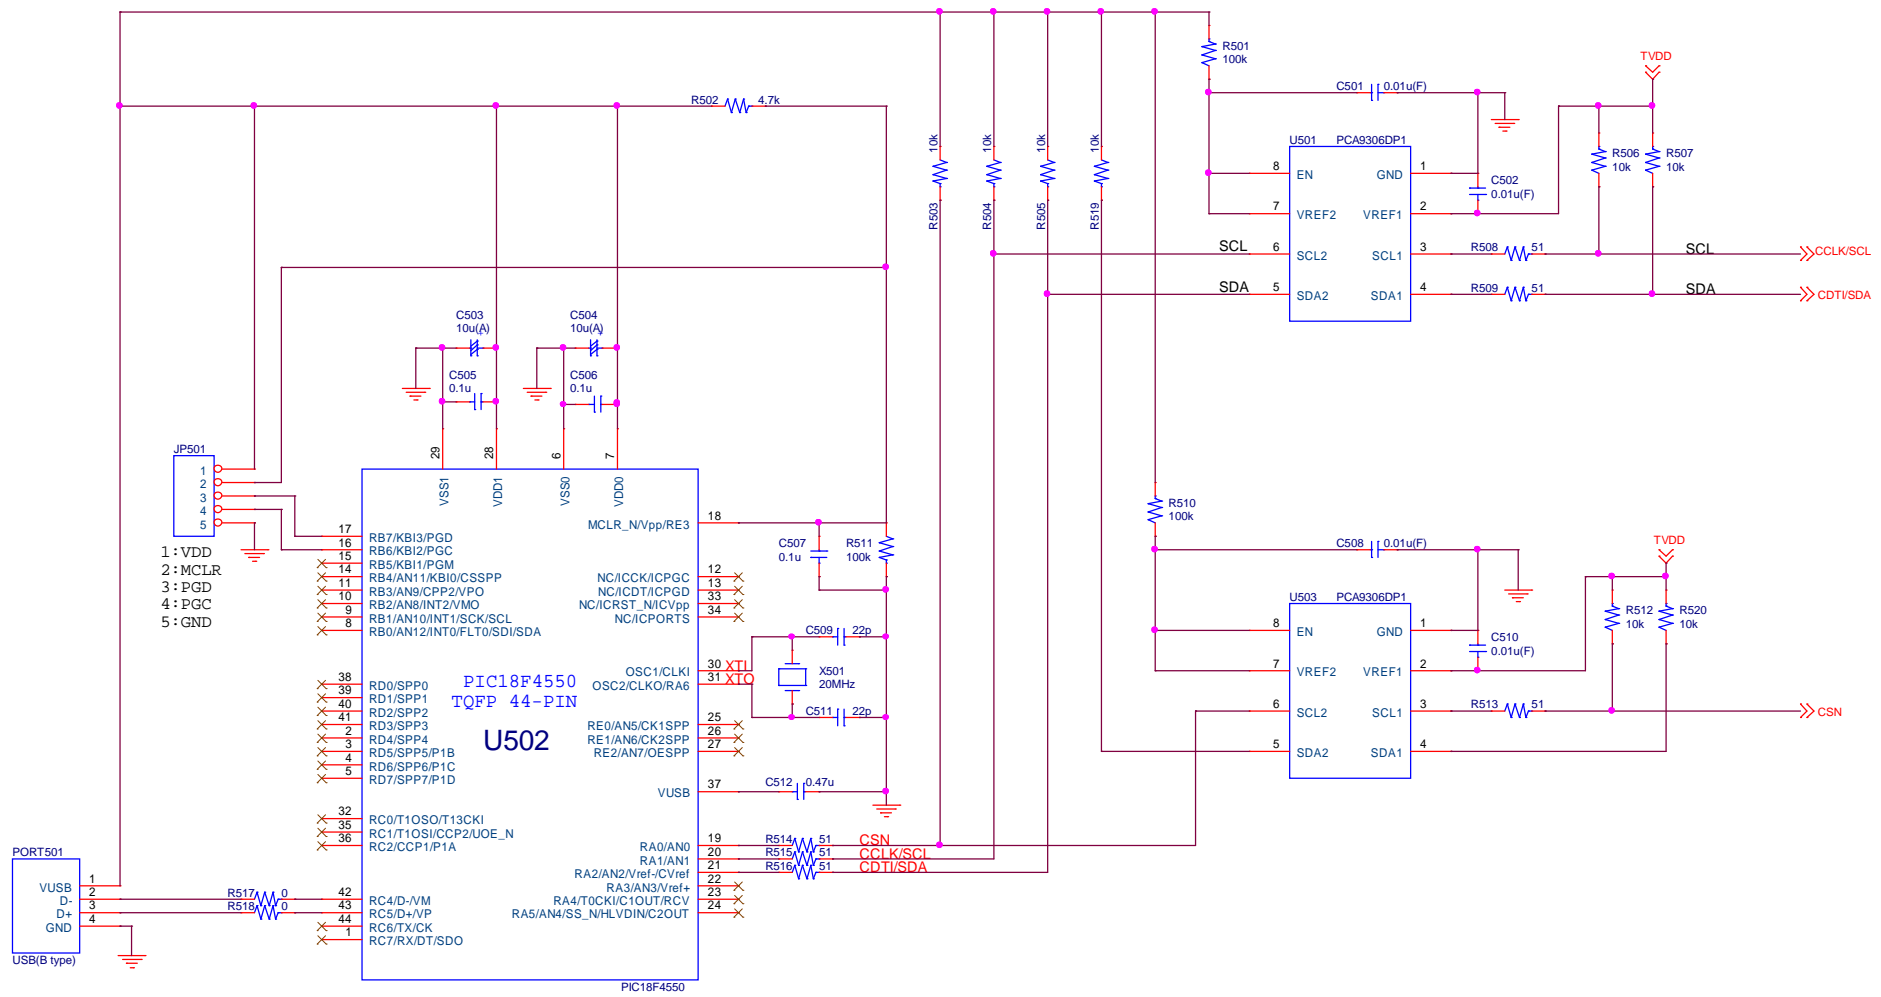 R501
100k
TVDD
C501 0.01u(F)
R502 4.7k
10k
10k
10k
10k
U501 PCA9306DP1
R506
10k
R507
10k
8 EN GND 1
C502
0.01u(F)
7 VREF2 VREF1 2
R503
R504
R505
R519
SCL 6 SCL2 SCL1 3 R508 51 SCL CCLK/SCL
SDA 5 SDA2 SDA1 4 R509 51 SDA CDTI/SDA
C503
10u(A)
C504
10u(A)
C505
0.1u
C506
0.1u
JP501
1
2
3
4
5
1:VDD
2:MCLR
3:PGD
4:PGC
5:GND
29
28
6
7
VSS1
VDD1
VSS0
VDD0
17 RB7/KBI3/PGD
16 RB6/KBI2/PGC
15 RB5/KBI1/PGM
14 RB4/AN11/KBI0/CSSPP
11 RB3/AN9/CPP2/VPO
10 RB2/AN8/INT2/VMO
9 RB1/AN10/INT1/SCK/SCL
8 RB0/AN12/INT0/FLT0/SDI/SDA
38 RD0/SPP0
39 RD1/SPP1
40 RD2/SPP2
41 RD3/SPP3
2 RD4/SPP4
3 RD5/SPP5/P1B
4 RD6/SPP6/P1C
5 RD7/SPP7/P1D
32 RC0/T1OSO/T13CKI
35 RC1/T1OSI/CCP2/UOE_N
36 RC2/CCP1/P1A
42 RC4/D-/VM
43 RC5/D+/VP
44 RC6/TX/CK
1 RC7/RX/DT/SDO
PIC18F4550
TQFP 44-PIN
U502
MCLR_N/Vpp/RE3 18
NC/ICCK/ICPGC 12
NC/ICDT/ICPGD 13
NC/ICRST_N/ICVpp 33
NC/ICPORTS 34
OSC1/CLKI 30 XTI
OSC2/CLKO/RA6 31 XTO
RE0/AN5/CK1SPP 25
RE1/AN6/CK2SPP 26
RE2/AN7/OESPP 27
VUSB 37
RA0/AN0 19
RA1/AN1 20
RA2/AN2/Vref-/CVref 21
RA3/AN3/Vref+ 22
RA4/T0CKI/C1OUT/RCV 23
RA5/AN4/SS_N/HLVDIN/C2OUT 24
PIC18F4550
C507
0.1u
R511
100k
C509 22p
X501
20MHz
C511 22p
C512 0.47u
R514 51 CSN
R515 51 CCLK/SCL
R516 51 CDTI/SDA
PORT501
VUSB 1
D- 2
D+ 3
GND 4
USB(B type)
R517 0
R518 0
R510
100k
C508 0.01u(F)
TVDD
U503 PCA9306DP1
R512
10k
R520
10k
8 EN GND 1
C510
0.01u(F)
7 VREF2 VREF1 2
6 SCL2 SCL1 3 R513 51 CSN
5 SDA2 SDA1 4